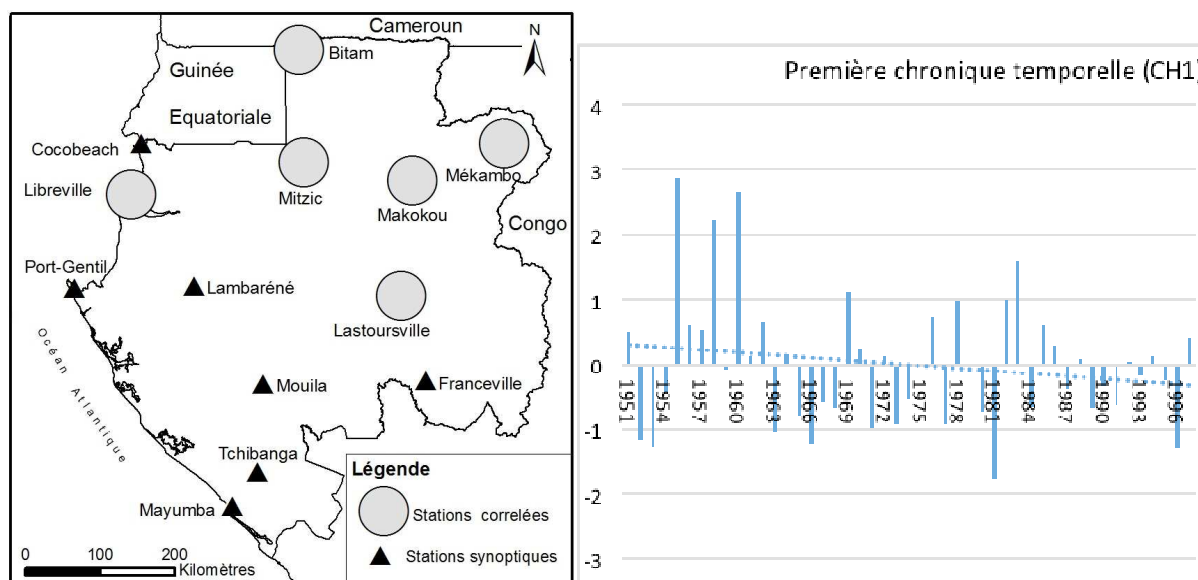 Cameroun
N
Bitam
Guinée
Equatoriale
Cocobeach
Libreville
Mitzic
Makokou
Mékambo
Congo
Port-Gentil
Lambaréné
Lastoursville
Océan Atlantique
Mouila
Franceville
Tchibanga
Mayumba
Légende
Stations correlées
Stations synoptiques
0 100 200
Kilomètres
Première chronique temporelle (CH1)
4
3
2
1
0
-1
-2
-3
1951 1954 1957 1960 1963 1966 1969 1972 1975 1978 1981 1984 1987 1990 1993 1996